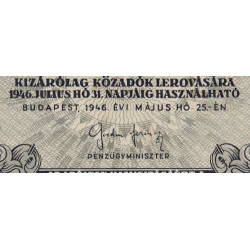 KIZÁRÓLAG KÖZADÓK LEROVÁSÁRA
1946. JULIUS HÓ 31. NAPJÁIG HASZNÁLHATÓ
BUDAPEST, 1946. ÉVI MÁJUS HÓ 25.-ÉN
PÉNZÜGYMINISZTER